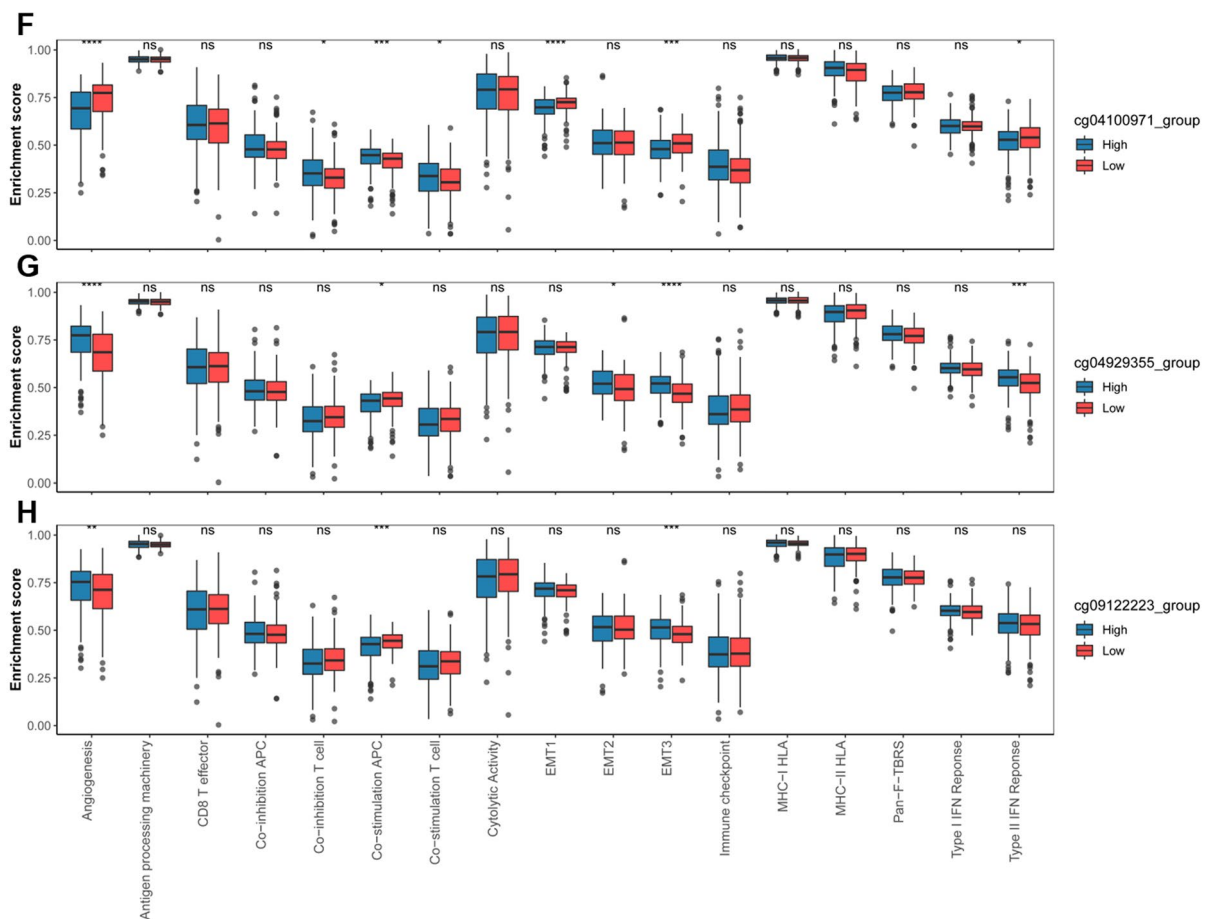 F
**** ns ns ns * *** * ns **** ns *** ns ns ns ns ns *
1.00
0.75
0.50
0.25
0.00
Enrichment score
cg04100971_group
High
Low
G
**** ns ns ns ns * ns ns ns * **** ns ns ns ns ns ***
1.00
0.75
0.50
0.25
0.00
Enrichment score
cg04929355_group
High
Low
H
** ns ns ns ns *** ns ns ns ns *** ns ns ns ns ns ns
1.00
0.75
0.50
0.25
0.00
Enrichment score
cg09122223_group
High
Low
Angiogenesis
Antigen processing machinery
CD8 T effector
Co−inhibition APC
Co−inhibition T cell
Co−stimulation APC
Co−stimulation T cell
Cytolytic Activity
EMT1
EMT2
EMT3
Immune checkpoint
MHC−I HLA
MHC−II HLA
Pan−F−TBRS
Type I IFN Reponse
Type II IFN Reponse